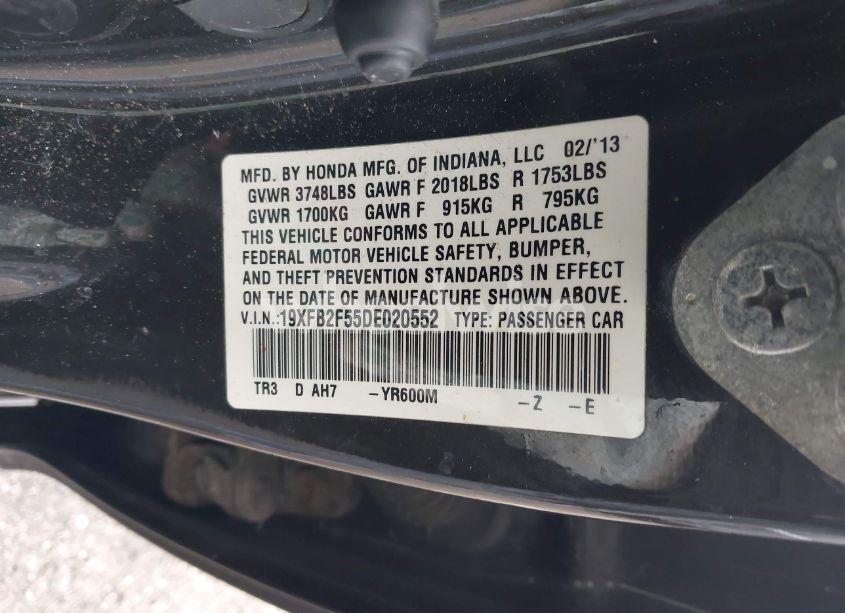 MFD. BY HONDA MFG. OF INDIANA, LLC 02/'13
GVWR 3748LBS GAWR F 2018LBS R 1753LBS
GVWR 1700KG GAWR F 915KG R 795KG
THIS VEHICLE CONFORMS TO ALL APPLICABLE
FEDERAL MOTOR VEHICLE SAFETY, BUMPER,
AND THEFT PREVENTION STANDARDS IN EFFECT
ON THE DATE OF MANUFACTURE SHOWN ABOVE.
V.I.N.:19XFB2F55DE020552 TYPE: PASSENGER CAR
TR3 D AH7 -YR600M -Z -E